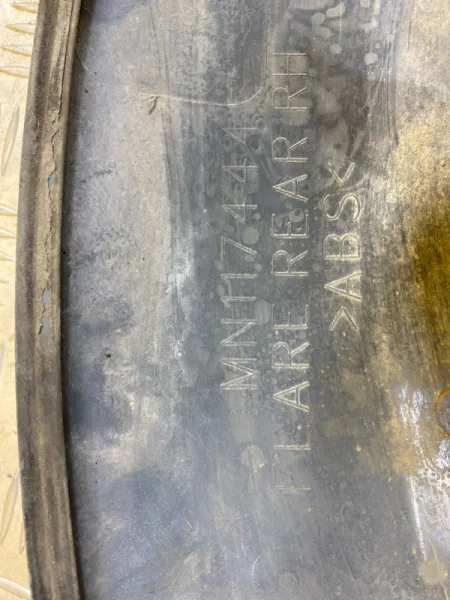 MN117444
FLARE REAR RH
>ABS<